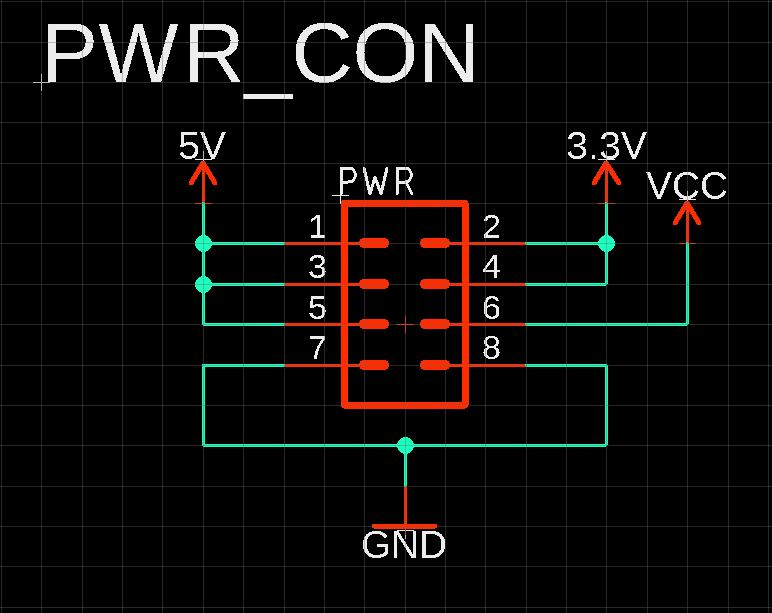 PWR_CON
5V
3.3V
VCC
PWR
1 2
3 4
5 6
7 8
GND